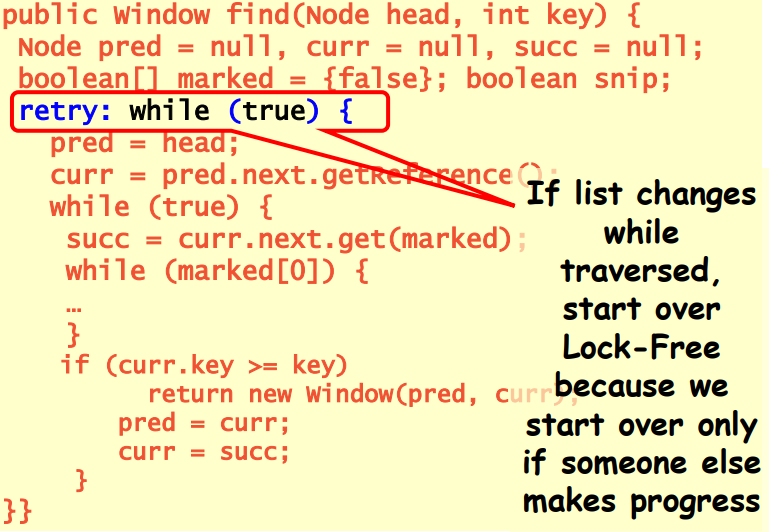 public Window find(Node head, int key) {
Node pred = null, curr = null, succ = null;
boolean[] marked = {false}; boolean snip;
retry: while (true) {
pred = head;
curr = pred.next.getReference();
while (true) {
succ = curr.next.get(marked);
while (marked[0]) {
…
}
if (curr.key >= key)
return new Window(pred, curr);
pred = curr;
curr = succ;
}
}}
If list changes
while
traversed,
start over
Lock-Free
because we
start over only
if someone else
makes progress